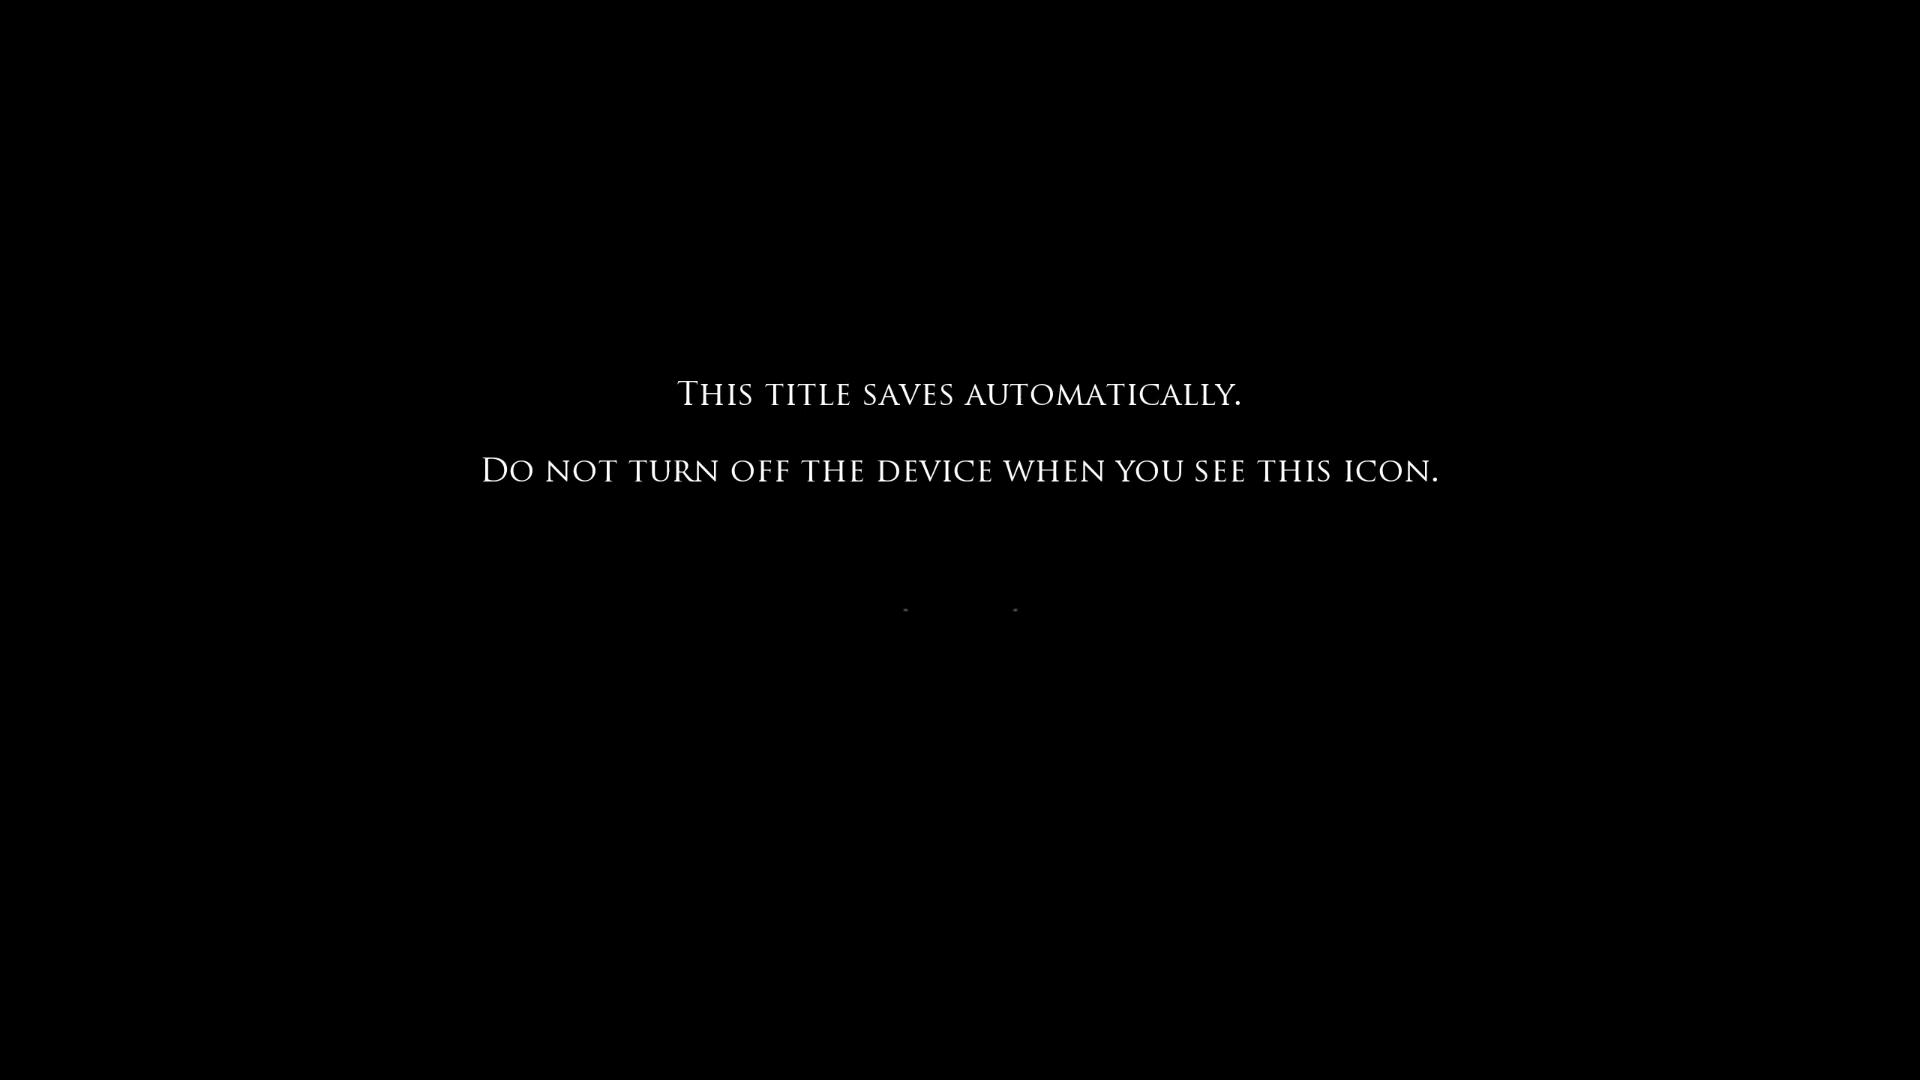 This title saves automatically.
Do not turn off the device when you see this icon.